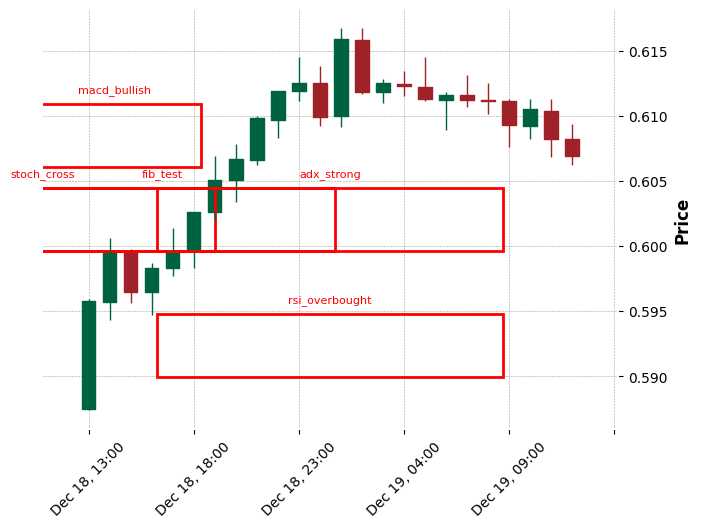 macd_bullish
stoch_cross
fib_test
adx_strong
rsi_overbought
0.615
0.610
0.605
0.600
0.595
0.590
Price
Dec 18, 13:00
Dec 18, 18:00
Dec 18, 23:00
Dec 19, 04:00
Dec 19, 09:00